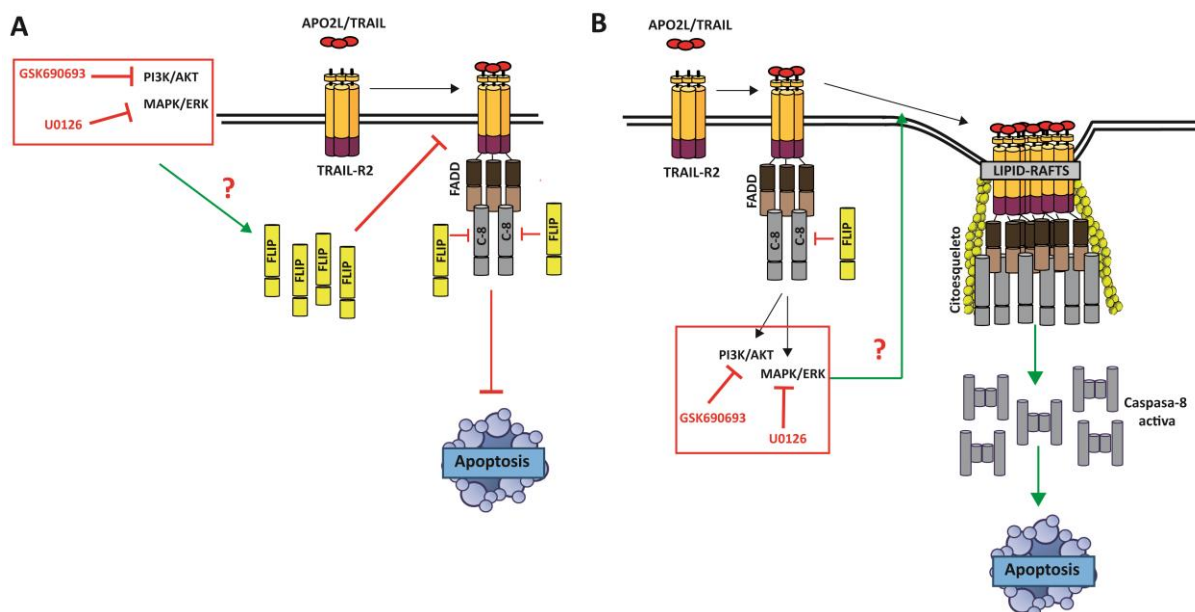 A
APO2L/TRAIL
GSK690693
PI3K/AKT
MAPK/ERK
U0126
TRAIL-R2
?
FADD
FLIP
FLIP
FLIP
FLIP
FLIP
C-8
C-8
FLIP
Apoptosis
B
APO2L/TRAIL
TRAIL-R2
FADD
C-8
C-8
FLIP
PI3K/AKT
MAPK/ERK
?
GSK690693
U0126
LIPID-RAFTS
Citoesqueleto
Caspasa-8
activa
Apoptosis